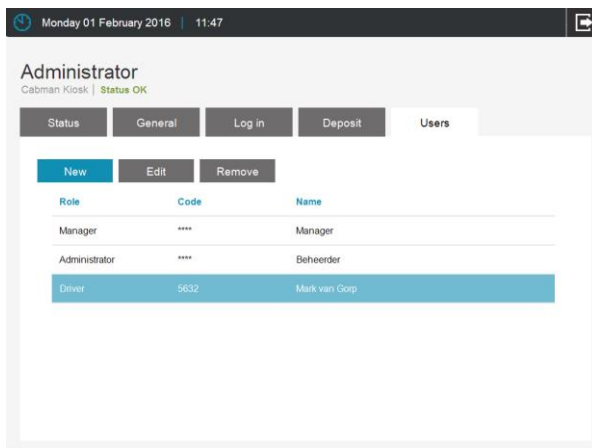 Monday 01 February 2016 | 11:47
Administrator
Cabman Kiosk | Status OK
Status General Log in Deposit Users
New Edit Remove
Role Code Name
Manager **** Manager
Administrator **** Beheerder
Driver 5632 Mark van Gorp